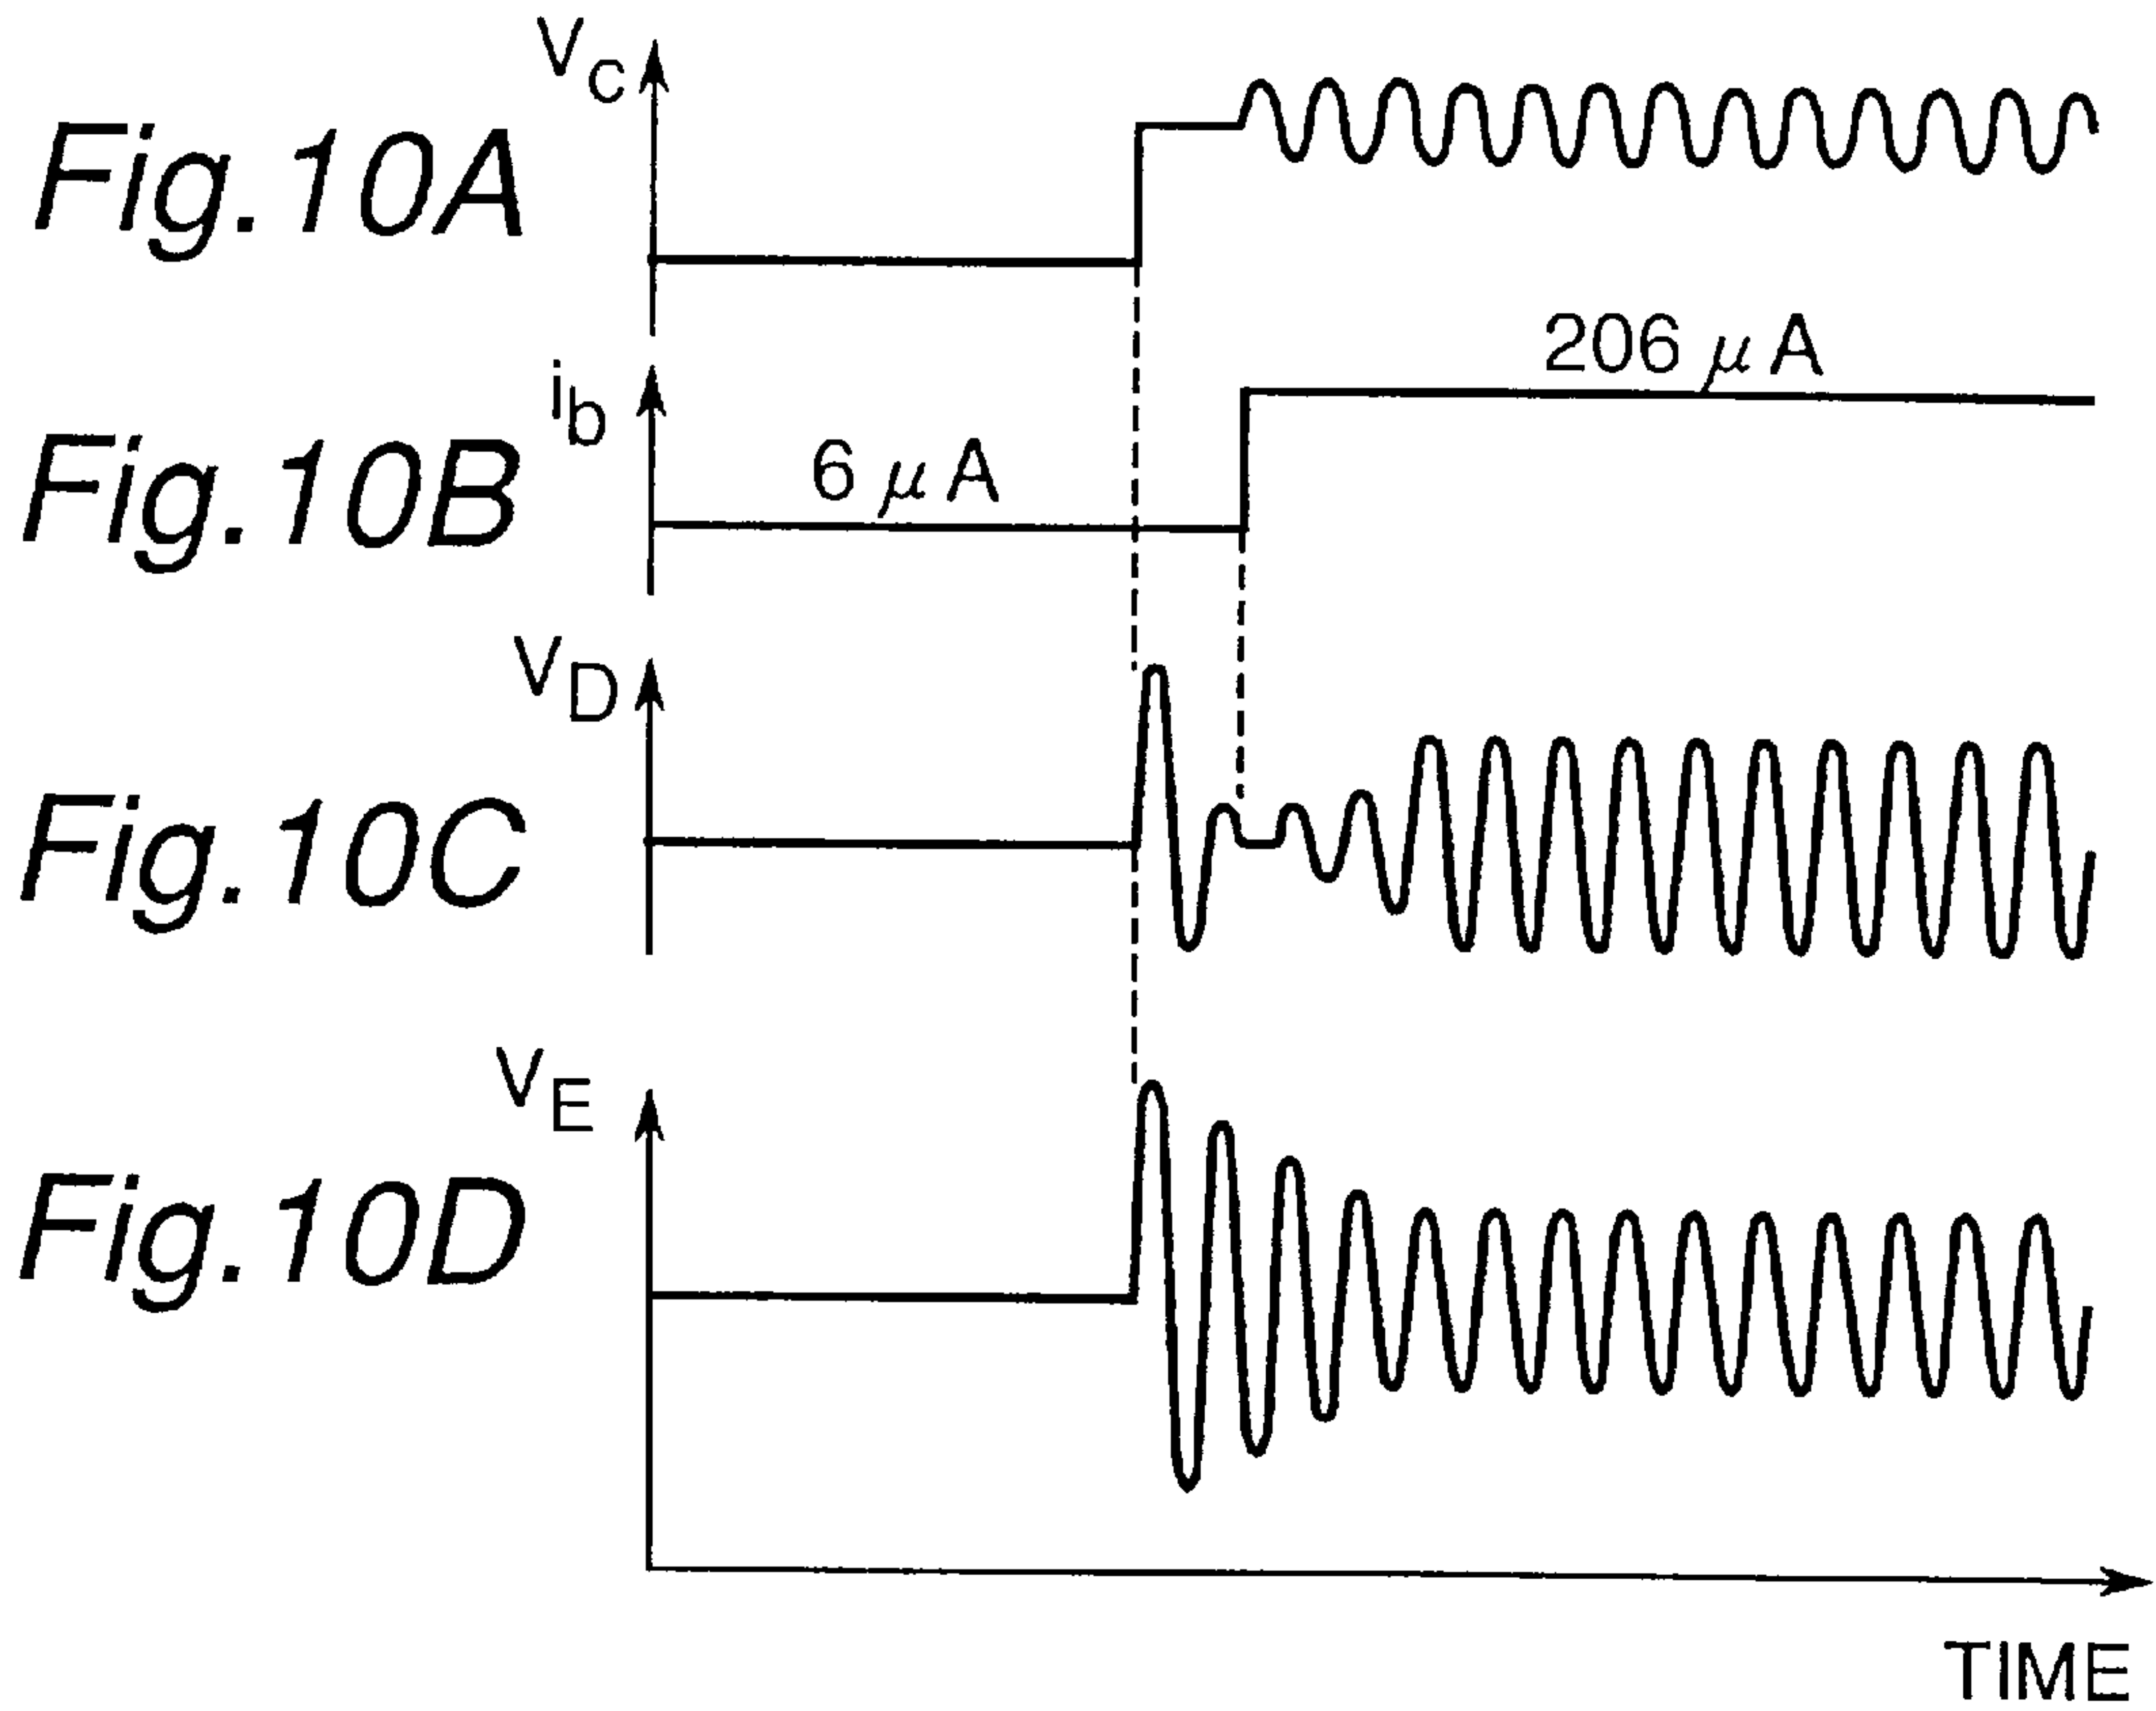 VC
Fig.10A
206 μA
ib
6 μA
Fig.10B
VD
Fig.10C
VE
Fig.10D
TIME